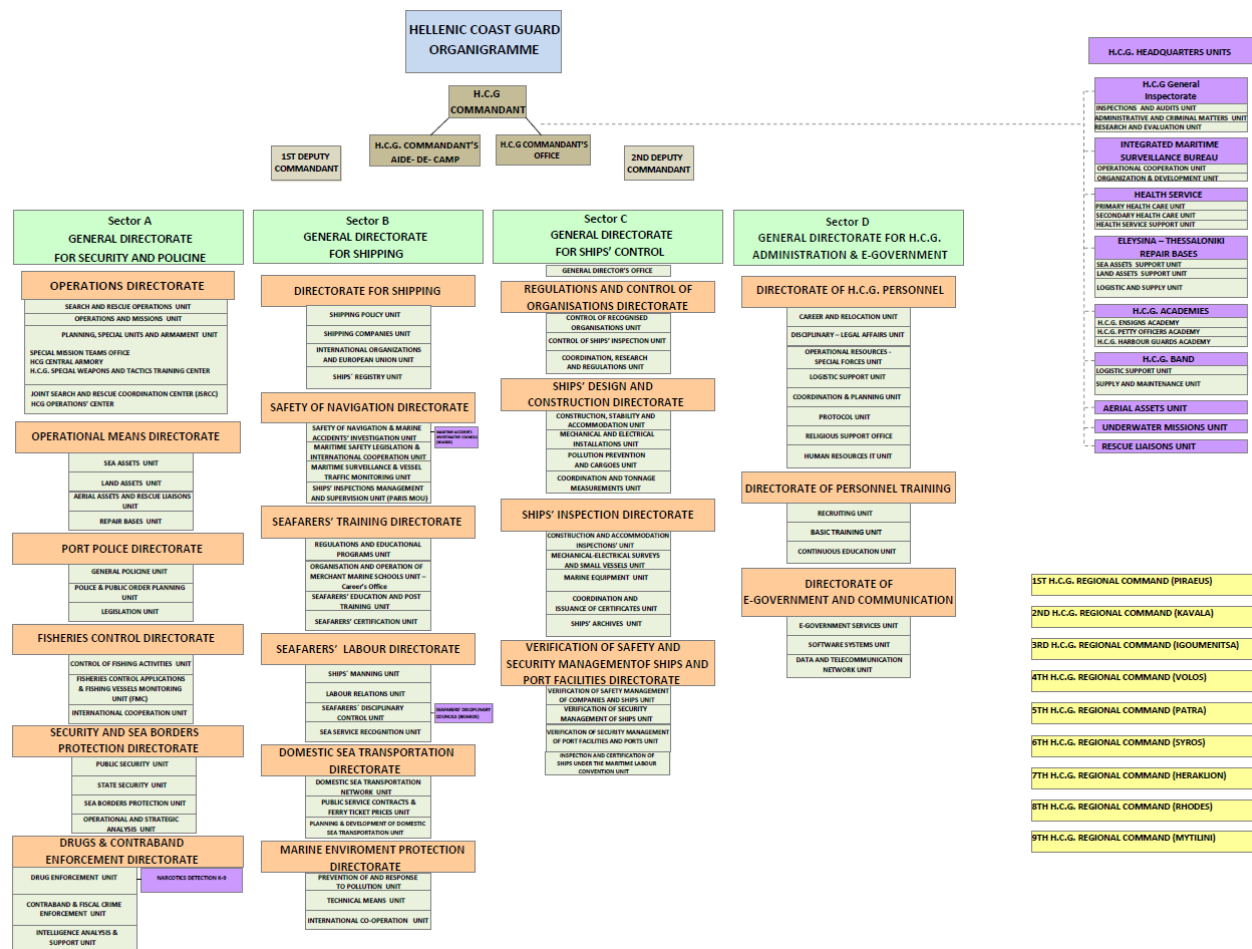 HELLENIC COAST GUARD
ORGANIGRAMME
H.C.G
COMMANDANT
H.C.G. COMMANDANT'S
AIDE- DE- CAMP
H.C.G COMMANDANT'S
OFFICE
1ST DEPUTY
COMMANDANT
2ND DEPUTY
COMMANDANT
Sector A
GENERAL DIRECTORATE
FOR SECURITY AND POLICINE
OPERATIONS DIRECTORATE
SEARCH AND RESCUE OPERATIONS UNIT
OPERATIONS AND MISSIONS UNIT
PLANNING, SPECIAL UNITS AND ARMAMENT UNIT
SPECIAL MISSION TEAMS OFFICE
HCG CENTRAL ARMORY
H.C.G. SPECIAL WEAPONS AND TACTICS TRAINING CENTER
JOINT SEARCH AND RESCUE COORDINATION CENTER (JSRCC)
HCG OPERATIONS' CENTER
OPERATIONAL MEANS DIRECTORATE
SEA ASSETS UNIT
LAND ASSETS UNIT
AERIAL ASSETS AND RESCUE LIAISONS
UNIT
REPAIR BASES UNIT
PORT POLICE DIRECTORATE
GENERAL POLICINE UNIT
POLICE & PUBLIC ORDER PLANNING
UNIT
LEGISLATION UNIT
FISHERIES CONTROL DIRECTORATE
CONTROL OF FISHING ACTIVITIES UNIT
FISHERIES CONTROL APPLICATIONS
& FISHING VESSELS MONITORING
UNIT (FMC)
INTERNATIONAL COOPERATION UNIT
SECURITY AND SEA BORDERS
PROTECTION DIRECTORATE
PUBLIC SECURITY UNIT
STATE SECURITY UNIT
SEA BORDERS PROTECTION UNIT
OPERATIONAL AND STRATEGIC
ANALYSIS UNIT
DRUGS & CONTRABAND
ENFORCEMENT DIRECTORATE
DRUG ENFORCEMENT UNIT
NARCOTICS DETECTION K-9
CONTRABAND & FISCAL CRIME
ENFORCEMENT UNIT
INTELLIGENCE ANALYSIS &
SUPPORT UNIT
Sector B
GENERAL DIRECTORATE
FOR SHIPPING
DIRECTORATE FOR SHIPPING
SHIPPING POLICY UNIT
SHIPPING COMPANIES UNIT
INTERNATIONAL ORGANIZATIONS
AND EUROPEAN UNION UNIT
SHIPS´ REGISTRY UNIT
SAFETY OF NAVIGATION DIRECTORATE
SAFETY OF NAVIGATION & MARINE
ACCIDENTS' INVESTIGATION UNIT
MARITIME SAFETY LEGISLATION &
INTERNATIONAL COOPERATION UNIT
MARITIME SURVEILLANCE & VESSEL
TRAFFIC MONITORING UNIT
SHIPS' INSPECTIONS MANAGEMENT
AND SUPERVISION UNIT (PARIS MOU)
SEAFARERS' TRAINING DIRECTORATE
REGULATIONS AND EDUCATIONAL
PROGRAMS UNIT
ORGANISATION AND OPERATION OF
MERCHANT MARINE SCHOOLS UNIT –
Career's Office
SEAFARERS' EDUCATION AND POST
TRAINING UNIT
SEAFARERS' CERTIFICATION UNIT
SEAFARERS' LABOUR DIRECTORATE
SHIPS' MANNING UNIT
LABOUR RELATIONS UNIT
SEAFARERS´ DISCIPLINARY
CONTROL UNIT
SEAFARERS' DISCIPLINARY
COUNCILS (BOARDS)
SEA SERVICE RECOGNITION UNIT
DOMESTIC SEA TRANSPORTATION
DIRECTORATE
DOMESTIC SEA TRANSPORTATION
NETWORK UNIT
PUBLIC SERVICE CONTRACTS &
FERRY TICKET PRICES UNIT
PLANNING & DEVELOPMENT OF DOMESTIC
SEA TRANSPORTATION UNIT
MARINE ENVIROMENT PROTECTION
DIRECTORATE
PREVENTION OF AND RESPONSE
TO POLLUTION UNIT
TECHNICAL MEANS UNIT
INTERNATIONAL CO-OPERATION UNIT
Sector C
GENERAL DIRECTORATE
FOR SHIPS' CONTROL
GENERAL DIRECTOR'S OFFICE
REGULATIONS AND CONTROL OF
ORGANISATIONS DIRECTORATE
CONTROL OF RECOGNISED
ORGANISATIONS UNIT
CONTROL OF SHIPS' INSPECTION UNIT
COORDINATION, RESEARCH
AND REGULATIONS UNIT
SHIPS' DESIGN AND
CONSTRUCTION DIRECTORATE
CONSTRUCTION, STABILITY AND
ACCOMMODATION UNIT
MECHANICAL AND ELECTRICAL
INSTALLATIONS UNIT
POLLUTION PREVENTION
AND CARGOES UNIT
COORDINATION AND TONNAGE
MEASUREMENTS UNIT
SHIPS' INSPECTION DIRECTORATE
CONSTRUCTION AND ACCOMMODATION
INSPECTIONS' UNIT
MECHANICAL-ELECTRICAL SURVEYS
AND SMALL VESSELS UNIT
MARINE EQUIPMENT UNIT
COORDINATION AND
ISSUANCE OF CERTIFICATES UNIT
SHIPS' ARCHIVES UNIT
VERIFICATION OF SAFETY AND
SECURITY MANAGEMENTOF SHIPS AND
PORT FACILITIES DIRECTORATE
VERIFICATION OF SAFETY MANAGEMENT
OF COMPANIES AND SHIPS UNIT
VERIFICATION OF SECURITY
MANAGEMENT OF SHIPS UNIT
VERIFICATION OF SECURITY MANAGEMENT
OF PORT FACILITIES AND PORTS UNIT
INSPECTION AND CERTIFICATION OF
SHIPS UNDER THE MARITIME LABOUR
CONVENTION UNIT
Sector D
GENERAL DIRECTORATE FOR H.C.G.
ADMINISTRATION & E-GOVERNMENT
DIRECTORATE OF H.C.G. PERSONNEL
CAREER AND RELOCATION UNIT
DISCIPLINARY – LEGAL AFFAIRS UNIT
OPERATIONAL RESOURCES -
SPECIAL FORCES UNIT
LOGISTIC SUPPORT UNIT
COORDINATION & PLANNING UNIT
PROTOCOL UNIT
RELIGIOUS SUPPORT OFFICE
HUMAN RESOURCES IT UNIT
DIRECTORATE OF PERSONNEL TRAINING
RECRUITING UNIT
BASIC TRAINING UNIT
CONTINUOUS EDUCATION UNIT
DIRECTORATE OF
E-GOVERNMENT AND COMMUNICATION
E-GOVERNMENT SERVICES UNIT
SOFTWARE SYSTEMS UNIT
DATA AND TELECOMMUNICATION
NETWORK UNIT
H.C.G. HEADQUARTERS UNITS
H.C.G General
Inspectorate
INSPECTIONS AND AUDITS UNIT
ADMINISTRATIVE AND CRIMINAL MATTERS UNIT
RESEARCH AND EVALUATION UNIT
INTEGRATED MARITIME
SURVEILLANCE BUREAU
OPERATIONAL COOPERATION UNIT
ORGANIZATION & DEVELOPMENT UNIT
HEALTH SERVICE
PRIMARY HEALTH CARE UNIT
SECONDARY HEALTH CARE UNIT
HEALTH SERVICE SUPPORT UNIT
ELEYSINA – THESSALONIKI
REPAIR BASES
SEA ASSETS SUPPORT UNIT
LAND ASSETS SUPPORT UNIT
LOGISTIC AND SUPPLY UNIT
H.C.G. ACADEMIES
H.C.G. ENSIGNS ACADEMY
H.C.G. PETTY OFFICERS ACADEMY
H.C.G. HARBOUR GUARDS ACADEMY
H.C.G. BAND
LOGISTIC SUPPORT UNIT
SUPPLY AND MAINTENANCE UNIT
AERIAL ASSETS UNIT
UNDERWATER MISSIONS UNIT
RESCUE LIAISONS UNIT
1ST H.C.G. REGIONAL COMMAND (PIRAEUS)
2ND H.C.G. REGIONAL COMMAND (KAVALA)
3RD H.C.G. REGIONAL COMMAND (IGOUMENITSA)
4TH H.C.G. REGIONAL COMMAND (VOLOS)
5TH H.C.G. REGIONAL COMMAND (PATRA)
6TH H.C.G. REGIONAL COMMAND (SYROS)
7TH H.C.G. REGIONAL COMMAND (HERAKLION)
8TH H.C.G. REGIONAL COMMAND (RHODES)
9TH H.C.G. REGIONAL COMMAND (MYTILINI)